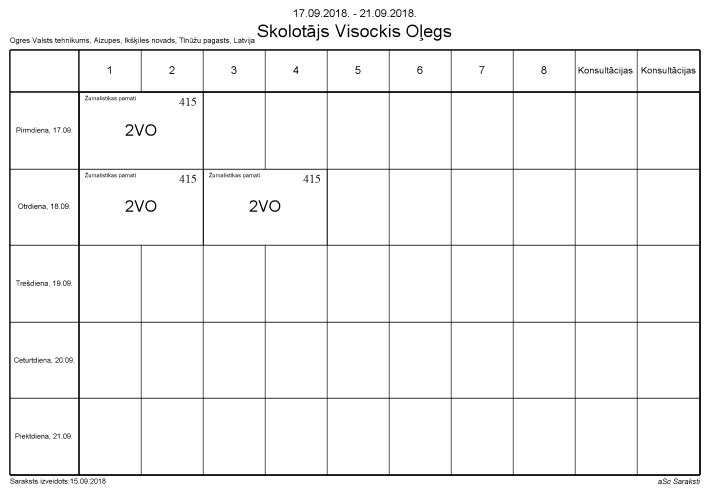 17.09.2018. - 21.09.2018.
Skolotājs Visockis Oļegs
Ogres Valsts tehnikums, Aizupes, Ikšķiles novads, Tīnūžu pagasts, Latvija
1 2 3 4 5 6 7 8 Konsultācijas Konsultācijas
Pirmdiena, 17.09.
Žurnalistikas pamati 415
2VO
Otrdiena, 18.09.
Žurnalistikas pamati 415 Žurnalistikas pamati 415
2VO 2VO
Trešdiena, 19.09.
Ceturtdiena, 20.09.
Piektdiena, 21.09.
Saraksts izveidots:15.09.2018 aSc Saraksti